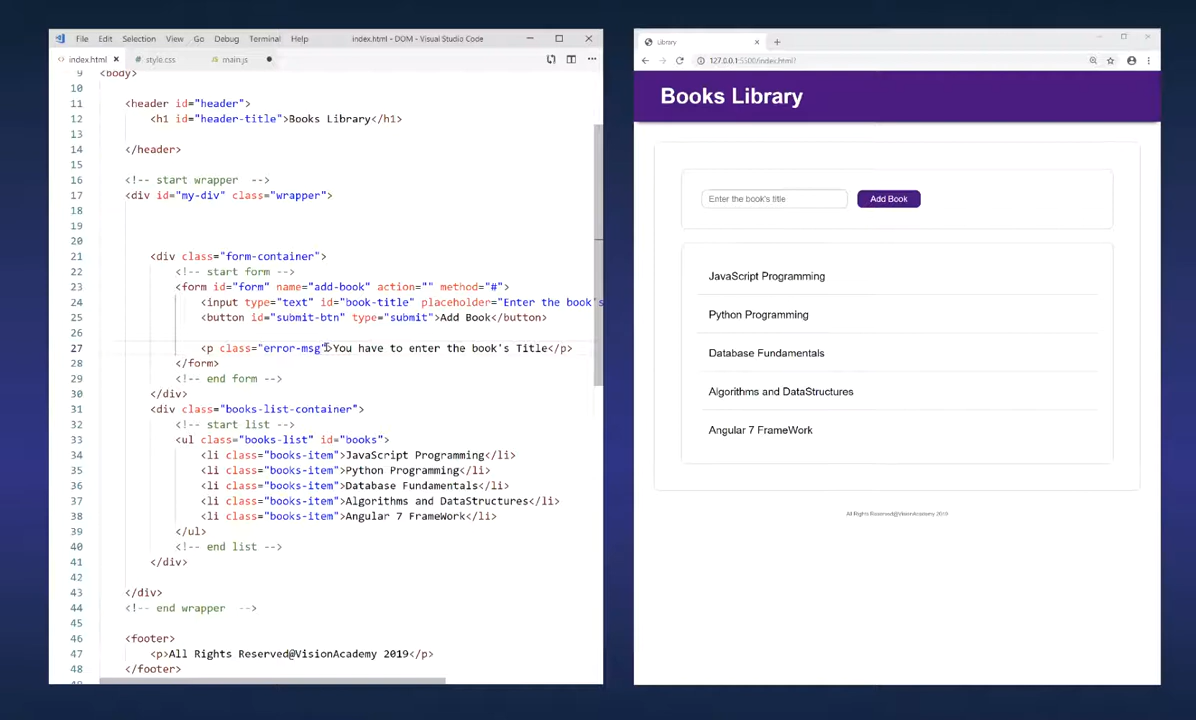 File Edit Selection View Go Debug Terminal Help index.html - DOM - Visual Studio Code
index.html style.css main.js
9 <body>
10
11 <header id="header">
12 <h1 id="header-title">Books Library</h1>
13
14 </header>
15
16 <!-- start wrapper -->
17 <div id="my-div" class="wrapper">
18
19
20
21 <div class="form-container">
22 <!-- start form -->
23 <form id="form" name="add-book" action="" method="#">
24 <input type="text" id="book-title" placeholder="Enter the book's
25 <button id="submit-btn" type="submit">Add Book</button>
26
27 <p class="error-msg">You have to enter the book's Title</p>
28 </form>
29 <!-- end form -->
30 </div>
31 <div class="books-list-container">
32 <!-- start list -->
33 <ul class="books-list" id="books">
34 <li class="books-item">JavaScript Programming</li>
35 <li class="books-item">Python Programming</li>
36 <li class="books-item">Database Fundamentals</li>
37 <li class="books-item">Algorithms and DataStructures</li>
38 <li class="books-item">Angular 7 FrameWork</li>
39 </ul>
40 <!-- end list -->
41 </div>
42
43 </div>
44 <!-- end wrapper -->
45
46 <footer>
47 <p>All Rights Reserved@VisionAcademy 2019</p>
48 </footer>
Library
127.0.0.1:5500/index.html?
Books Library
Enter the book's title Add Book
JavaScript Programming
Python Programming
Database Fundamentals
Algorithms and DataStructures
Angular 7 FrameWork
All Rights Reserved@VisionAcademy 2019